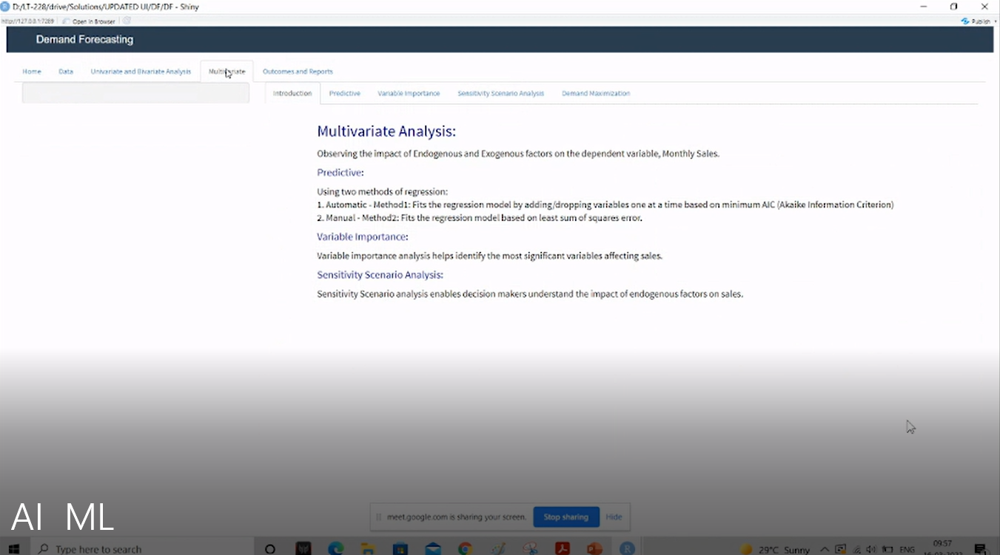 D:/LT-228/drive/Solutions/UPDATED UI/DF/DF - Shiny
http://127.0.0.1:7289 Open in Browser Publish
Demand Forecasting
Home Data Univariate and Bivariate Analysis Multivariate Outcomes and Reports
Introduction Predictive Variable Importance Sensitivity Scenario Analysis Demand Maximization
Multivariate Analysis:
Observing the impact of Endogenous and Exogenous factors on the dependent variable, Monthly Sales.
Predictive:
Using two methods of regression:
1. Automatic - Method1: Fits the regression model by adding/dropping variables one at a time based on minimum AIC (Akaike Information Criterion)
2. Manual - Method2: Fits the regression model based on least sum of squares error.
Variable Importance:
Variable importance analysis helps identify the most significant variables affecting sales.
Sensitivity Scenario Analysis:
Sensitivity Scenario analysis enables decision makers understand the impact of endogenous factors on sales.
AI ML
meet.google.com is sharing your screen. Stop sharing Hide
Type here to search 29°C Sunny ENG 09:57